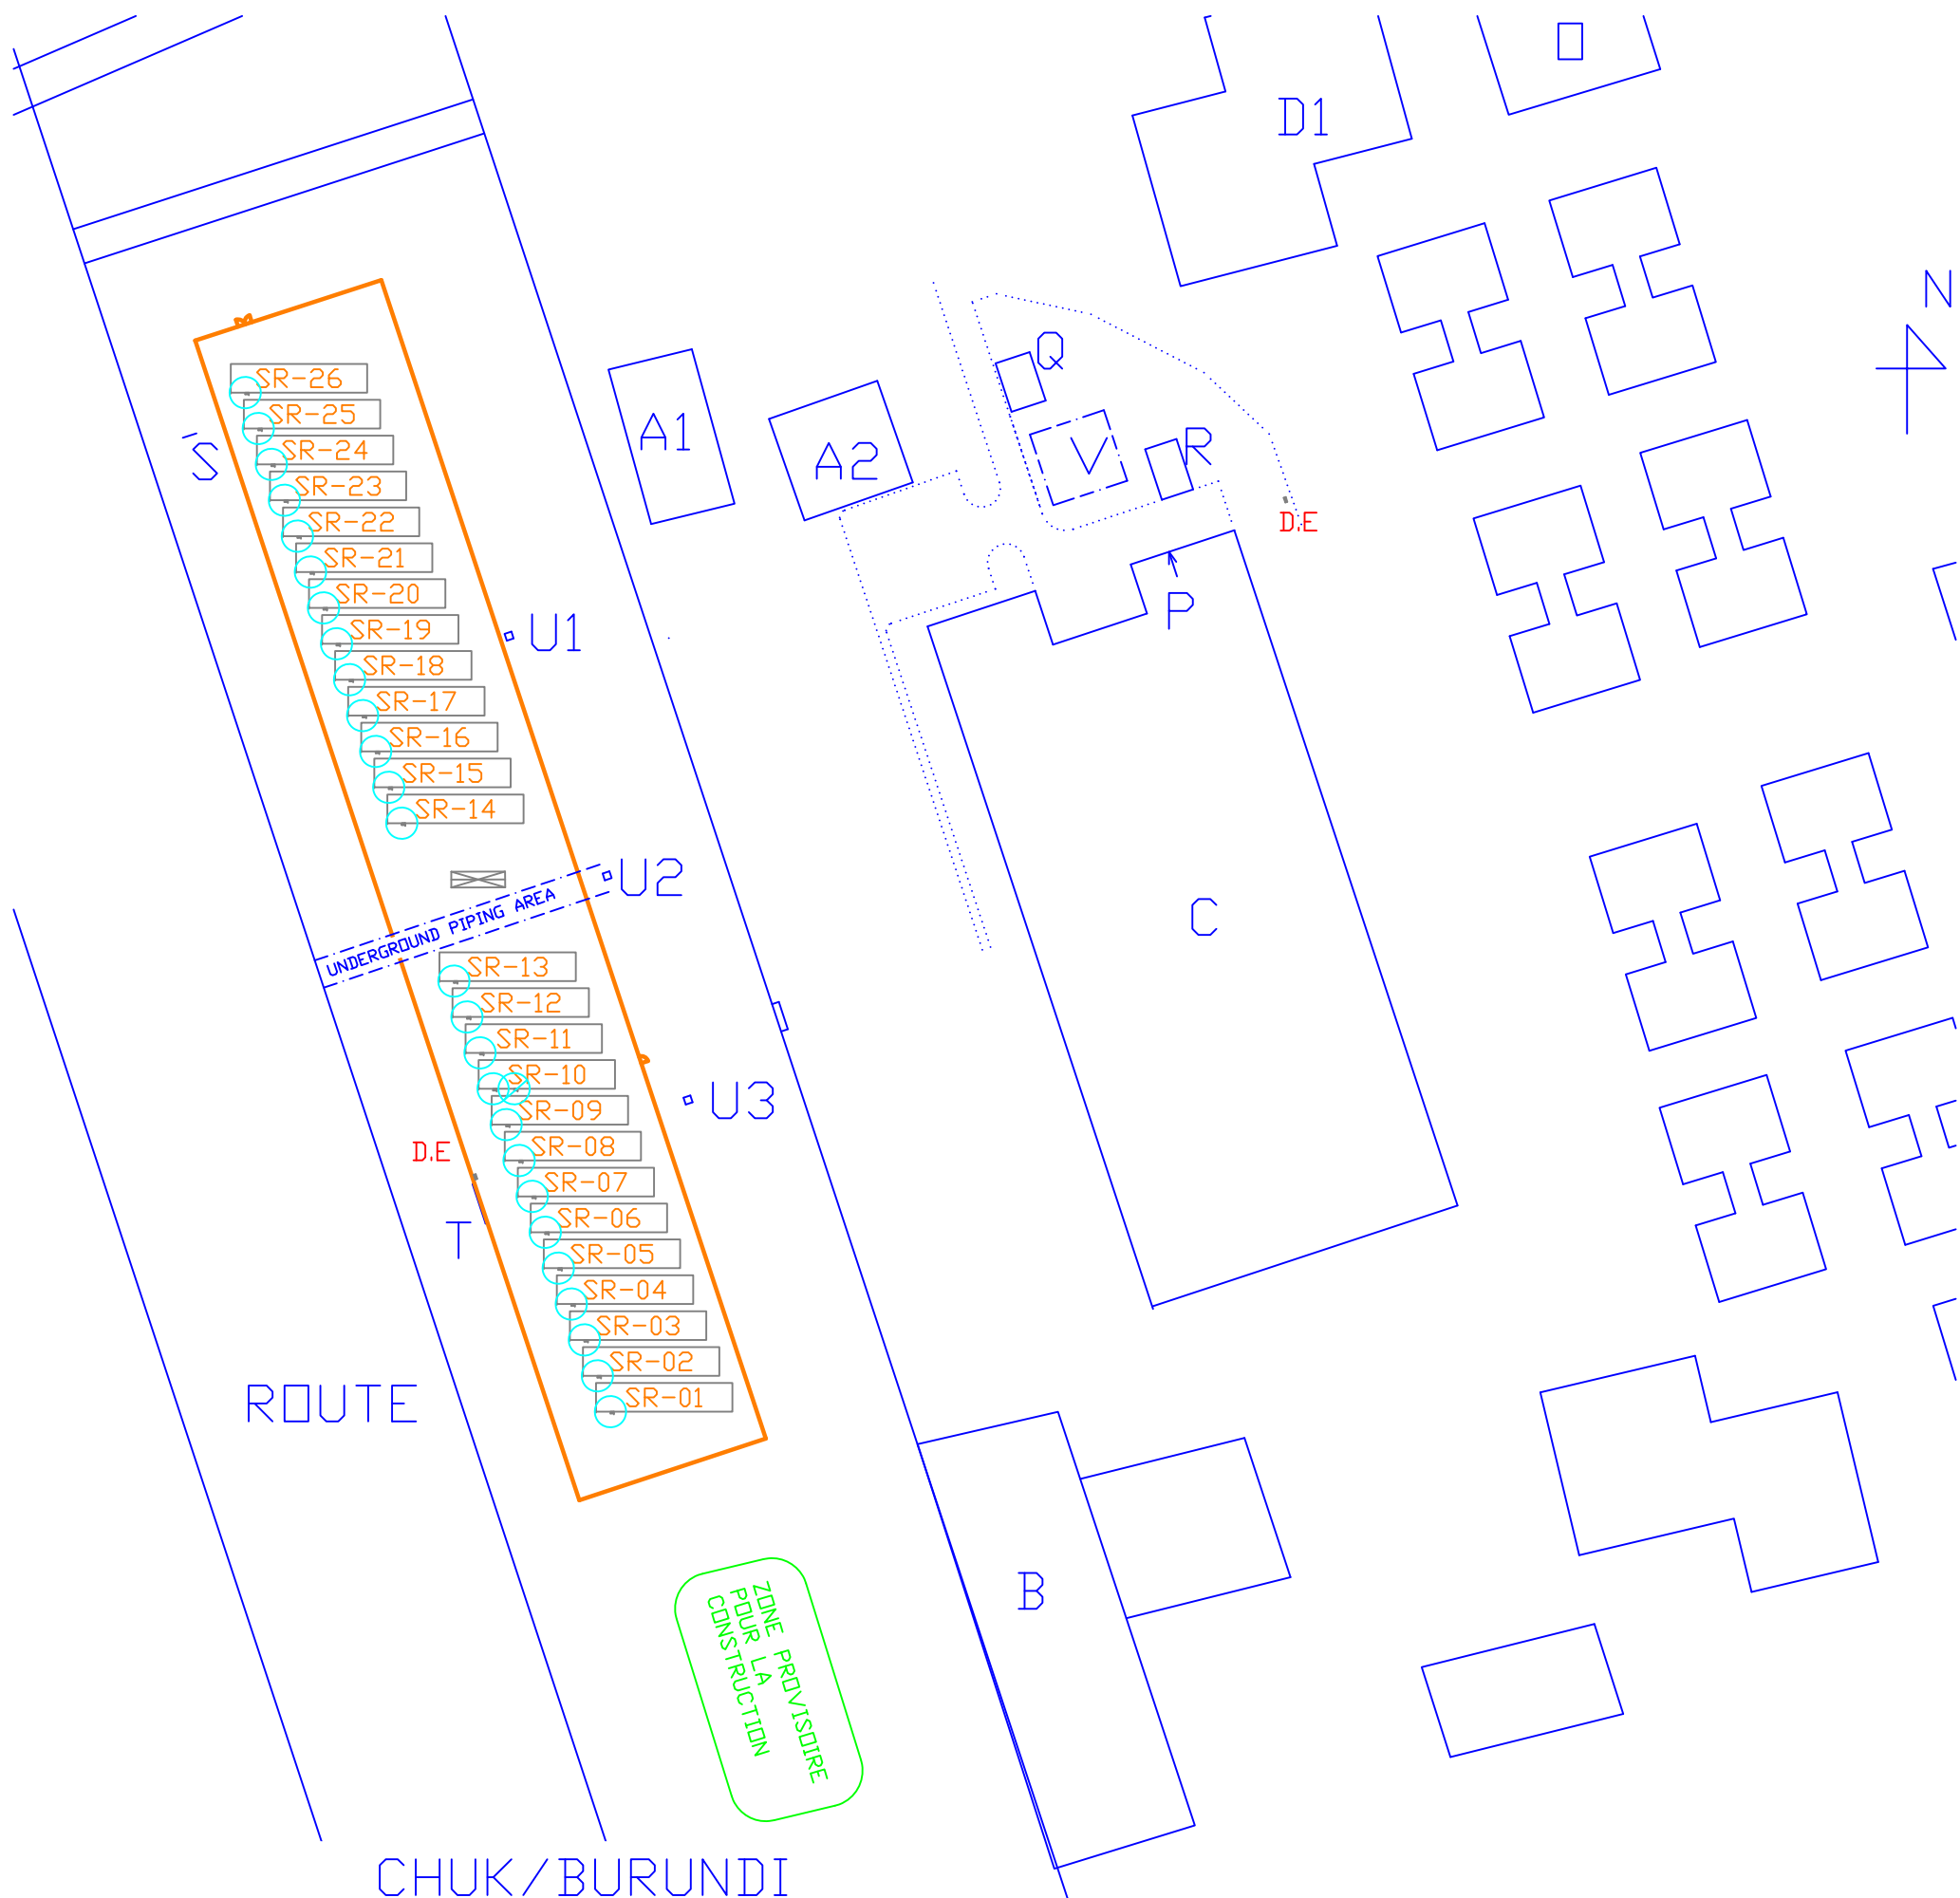 D1
N
Q
SR-26
SR-25
A1
R
V
S
SR-24
A2
SR-23
SR-22
D.E
SR-21
SR-20
P
SR-19
U1
SR-18
SR-17
SR-16
SR-15
SR-14
U2
C
UNDERGROUND PIPING AREA
SR-13
SR-12
SR-11
SR-10
U3
SR-09
SR-08
D.E
SR-07
SR-06
T
SR-05
SR-04
SR-03
SR-02
SR-01
ROUTE
B
ZONE PROVISOIRE
POUR LA
CONSTRUCTION
CHUK/BURUNDI